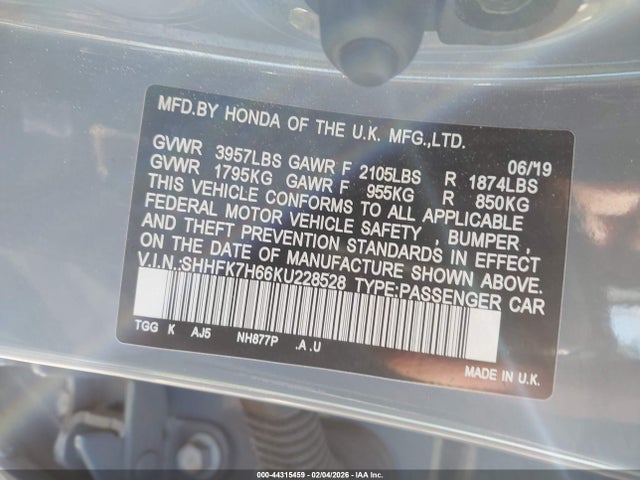 MFD.BY HONDA OF THE U.K. MFG.,LTD.
06/19
GVWR 3957LBS GAWR F 2105LBS R 1874LBS
GVWR 1795KG GAWR F 955KG R 850KG
THIS VEHICLE CONFORMS TO ALL APPLICABLE
FEDERAL MOTOR VEHICLE SAFETY , BUMPER ,
AND THEFT PREVENTION STANDARDS IN EFFECT
ON THE DATE OF MANUFACTURE SHOWN ABOVE.
V.I.N.:SHHFK7H66KU228528 TYPE:PASSENGER CAR
TGG K AJ5 NH877P .A .U
MADE IN U.K.
000-44315459 - 02/04/2026 - IAA Inc.